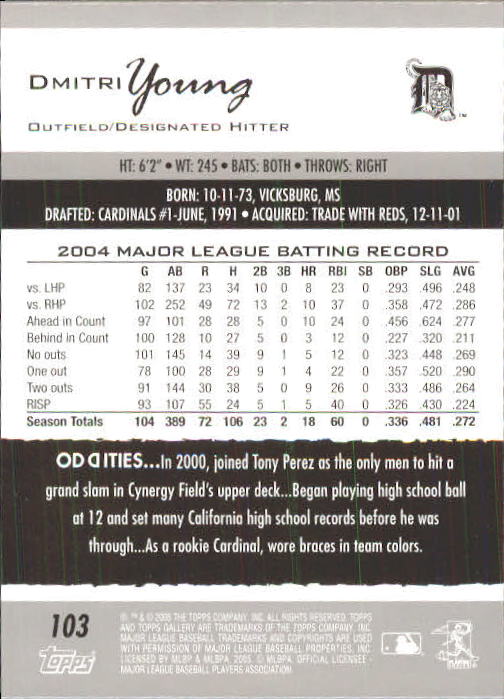 DMITRI Young
OUTFIELD/DESIGNATED HITTER
HT: 6'2" • WT: 245 • BATS: BOTH • THROWS: RIGHT
BORN: 10-11-73, VICKSBURG, MS
DRAFTED: CARDINALS #1-JUNE, 1991 • ACQUIRED: TRADE WITH REDS, 12-11-01
2004 MAJOR LEAGUE BATTING RECORD
G AB R H 2B 3B HR RBI SB OBP SLG AVG
vs. LHP 82 137 23 34 10 0 8 23 0 .293 .496 .248
vs. RHP 102 252 49 72 13 2 10 37 0 .358 .472 .286
Ahead in Count 97 101 28 28 5 0 10 24 0 .456 .624 .277
Behind in Count 100 128 10 27 5 0 3 12 0 .227 .320 .211
No outs 101 145 14 39 9 1 5 12 0 .323 .448 .269
One out 78 100 28 29 9 1 4 22 0 .357 .520 .290
Two outs 91 144 30 38 5 0 9 26 0 .333 .486 .264
RISP 93 107 55 24 5 1 5 40 0 .326 .430 .224
Season Totals 104 389 72 106 23 2 18 60 0 .336 .481 .272
ODDITIES...In 2000, joined Tony Perez as the only men to hit a
grand slam in Cynergy Field's upper deck...Began playing high school ball
at 12 and set many California high school records before he was
through...As a rookie Cardinal, wore braces in team colors.
103
topps
®, ™ & © 2005 THE TOPPS COMPANY, INC. ALL RIGHTS RESERVED. TOPPS
AND TOPPS GALLERY ARE TRADEMARKS OF THE TOPPS COMPANY, INC.
MAJOR LEAGUE BASEBALL TRADEMARKS AND COPYRIGHTS ARE USED
WITH PERMISSION OF MAJOR LEAGUE BASEBALL PROPERTIES, INC.
LICENSED BY MLBP & MLBPA, 2005. © MLBPA. OFFICIAL LICENSEE -
MAJOR LEAGUE BASEBALL PLAYERS ASSOCIATION